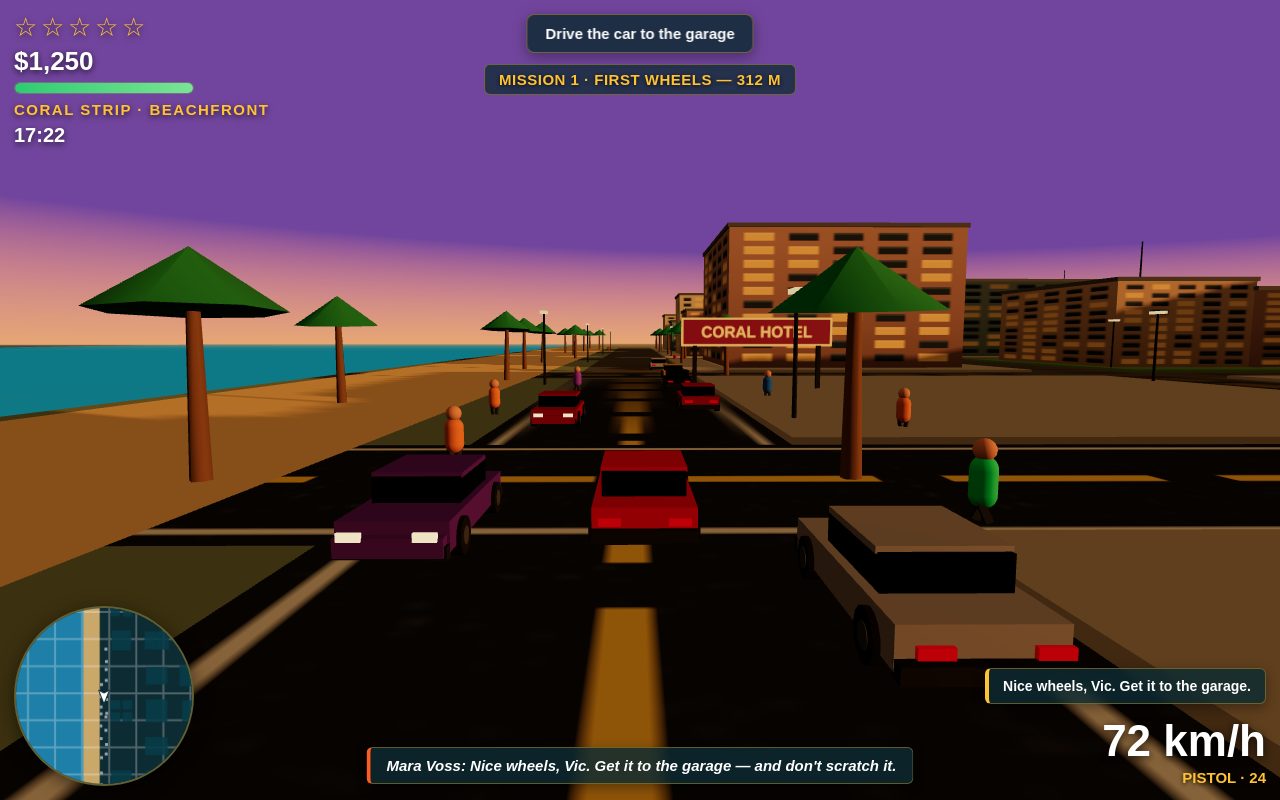 Drive the car to the garage
$1,250
MISSION 1 · FIRST WHEELS — 312 M
CORAL STRIP · BEACHFRONT
17:22
CORAL HOTEL
Nice wheels, Vic. Get it to the garage.
72 km/h
Mara Voss: Nice wheels, Vic. Get it to the garage — and don't scratch it.
PISTOL · 24